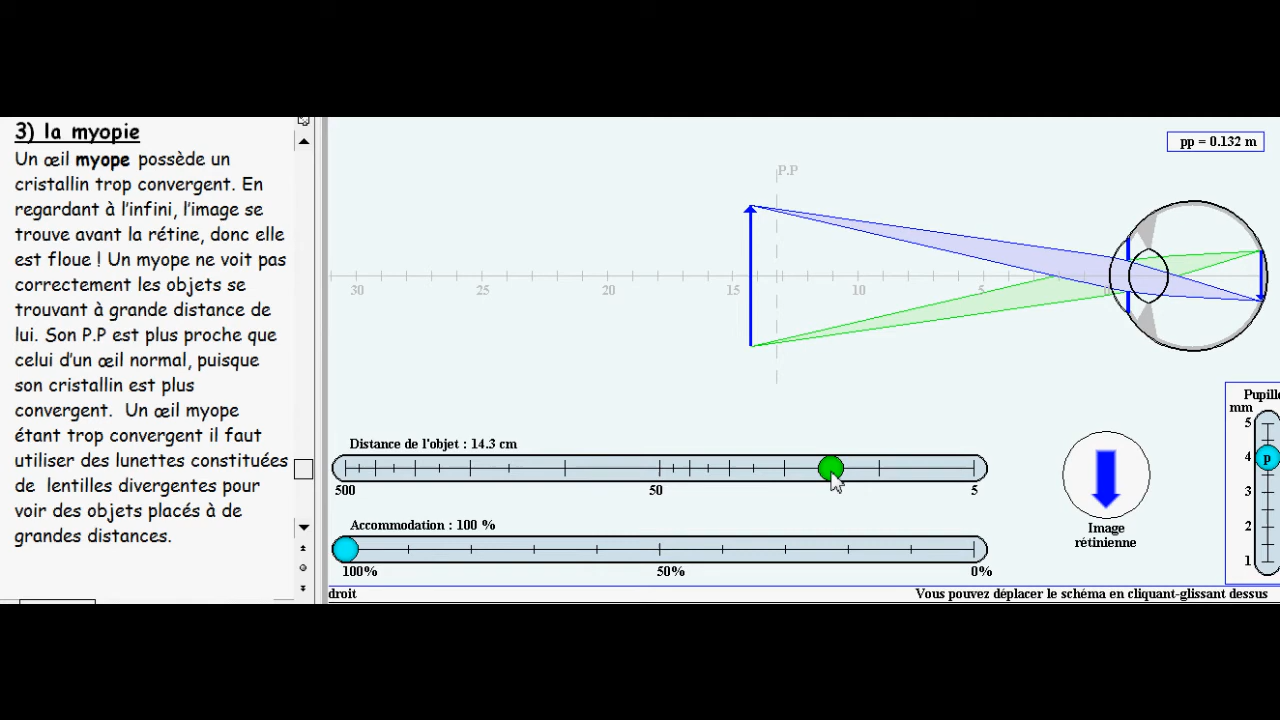 3) la myopie
Un œil myope possède un
cristallin trop convergent. En
regardant à l'infini, l'image se
trouve avant la rétine, donc elle
est floue ! Un myope ne voit pas
correctement les objets se
trouvant à grande distance de
lui. Son P.P est plus proche que
celui d'un œil normal, puisque
son cristallin est plus
convergent. Un œil myope
étant trop convergent il faut
utiliser des lunettes constituées
de lentilles divergentes pour
voir des objets placés à de
grandes distances.
pp = 0.132 m
P.P
30 25 20 15 10 5
Distance de l'objet : 14.3 cm
500 50 5
Accommodation : 100 %
100% 50% 0%
Image
rétinienne
Pupille
mm
5
4
p
3
2
1
droit
Vous pouvez déplacer le schéma en cliquant-glissant dessus